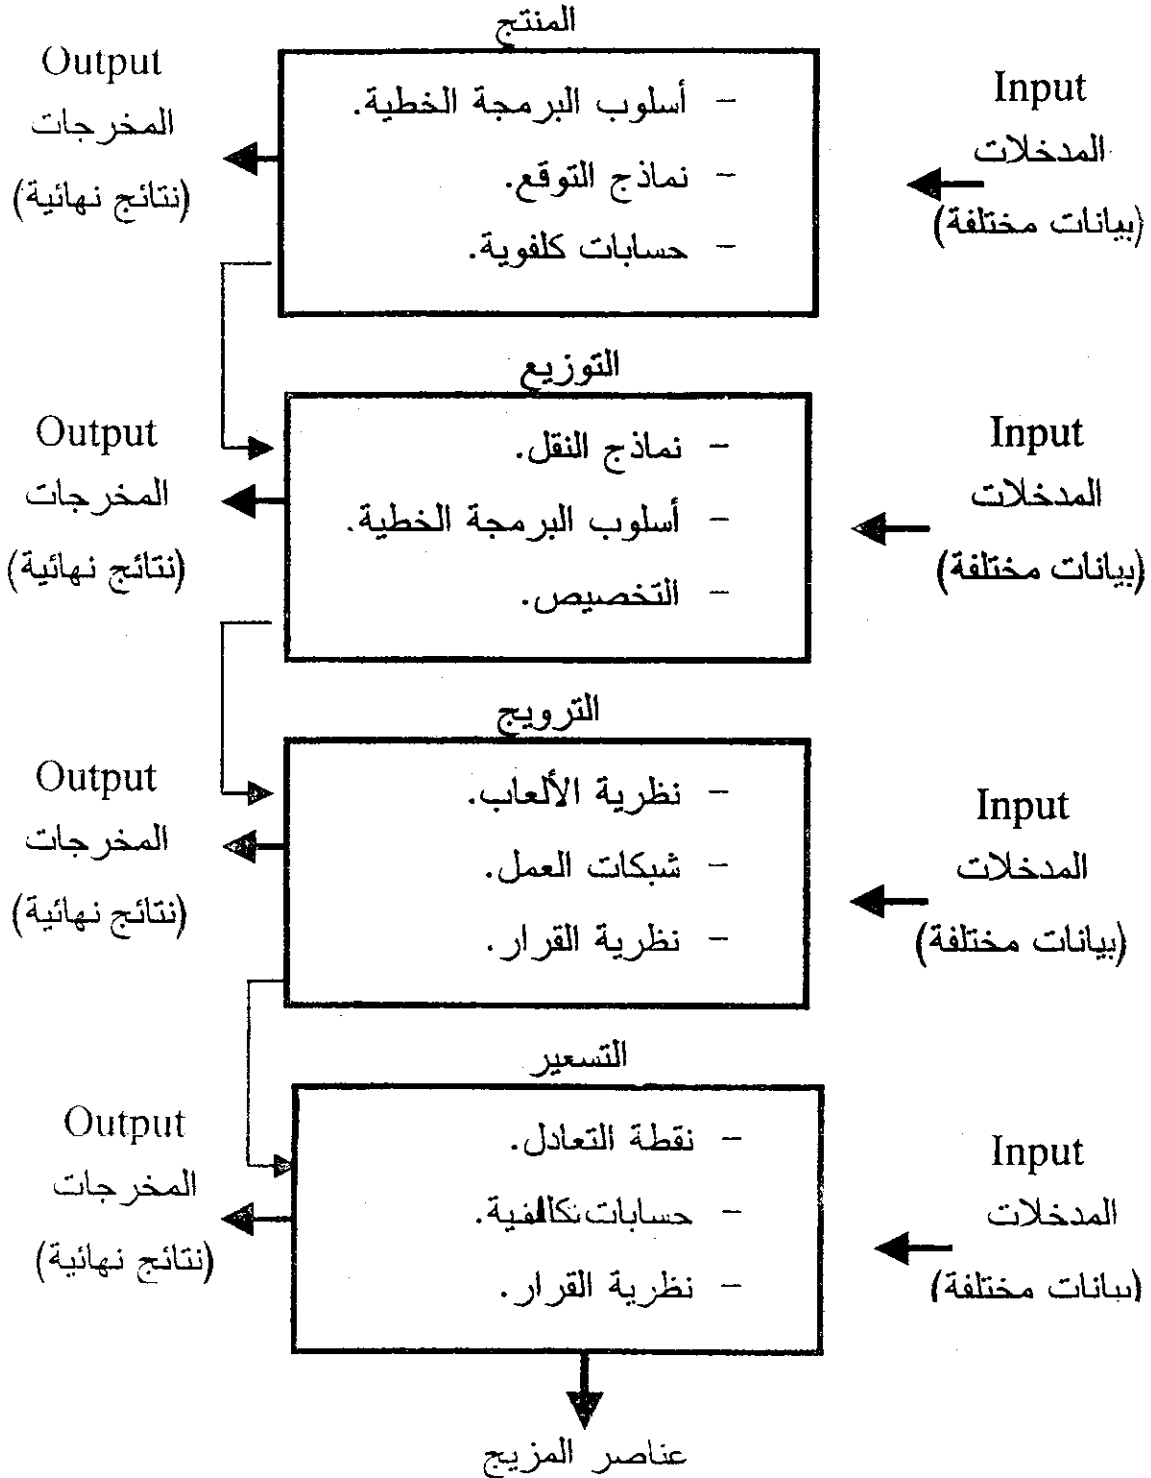 المنتج
Input
المدخلات
(بيانات مختلفة)
- أسلوب البرمجة الخطية.
- نماذج التوقع.
- حسابات كلفوية.
Output
المخرجات
(نتائج نهائية)
التوزيع
Input
المدخلات
(بيانات مختلفة)
- نماذج النقل.
- أسلوب البرمجة الخطية.
- التخصيص.
Output
المخرجات
(نتائج نهائية)
الترويج
Input
المدخلات
(بيانات مختلفة)
- نظرية الألعاب.
- شبكات العمل.
- نظرية القرار.
Output
المخرجات
(نتائج نهائية)
التسعير
Input
المدخلات
(بيانات مختلفة)
- نقطة التعادل.
- حسابات
- نظرية القرار.
Output
المخرجات
(نتائج نهائية)
عناصر المزيج